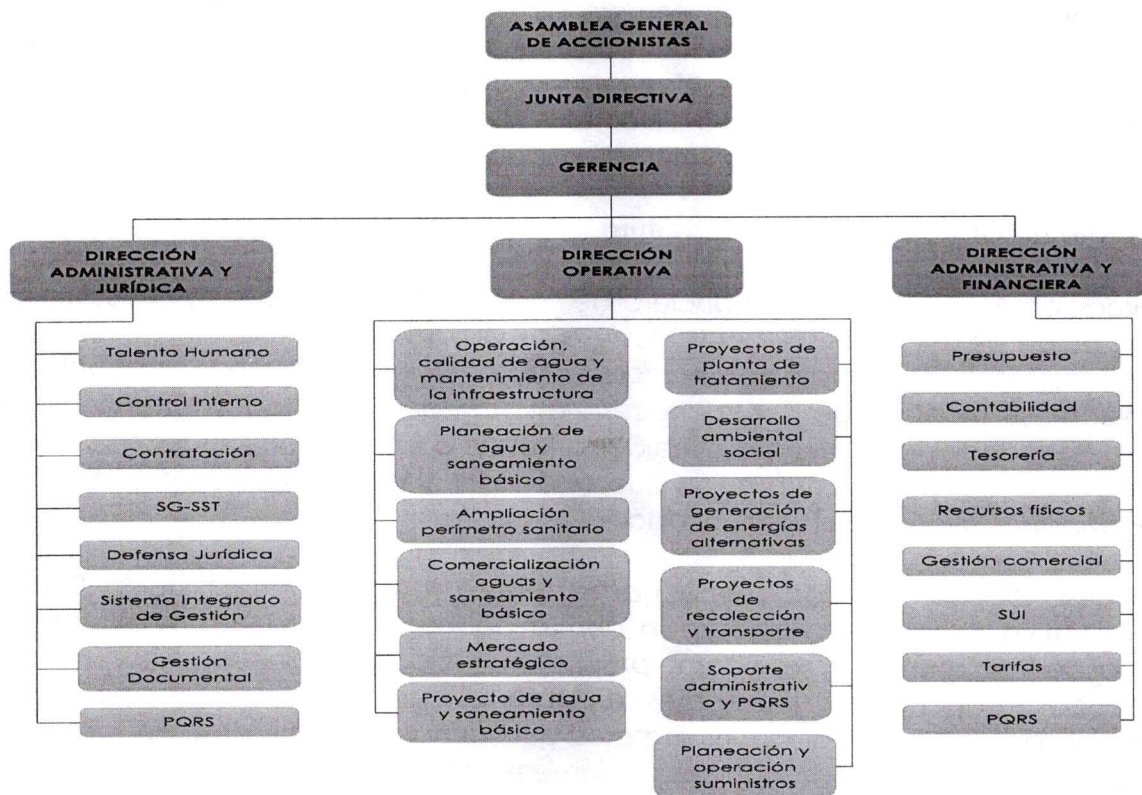 ASAMBLEA GENERAL
DE ACCIONISTAS
JUNTA DIRECTIVA
GERENCIA
DIRECCIÓN
ADMINISTRATIVA Y
JURÍDICA
Talento Humano
Control Interno
Contratación
SG-SST
Defensa Jurídica
Sistema Integrado
de Gestión
Gestión
Documental
PQRS
DIRECCIÓN
OPERATIVA
Operación,
calidad de agua y
mantenimiento de
la infraestructura
Planeación de
agua y
saneamiento
básico
Ampliación
perímetro sanitario
Comercialización
aguas y
saneamiento
básico
Mercado
estratégico
Proyecto de agua
y saneamiento
básico
Proyectos de
planta de
tratamiento
Desarrollo
ambiental
social
Proyectos de
generación
de energías
alternativas
Proyectos
de
recolección
y transporte
Soporte
administrativ
o y PQRS
Planeación y
operación
suministros
DIRECCIÓN
ADMINISTRATIVA Y
FINANCIERA
Presupuesto
Contabilidad
Tesorería
Recursos físicos
Gestión comercial
SUI
Tarifas
PQRS